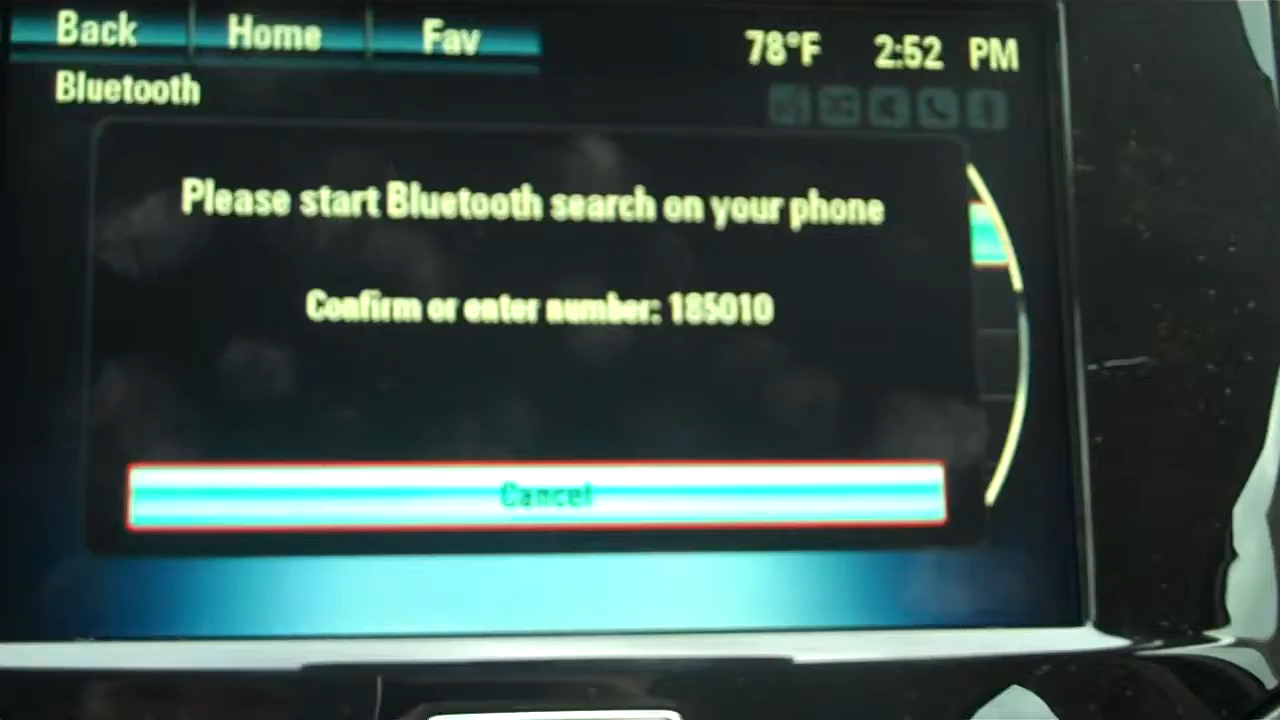 Back Home Fav 78°F 2:52 PM
Bluetooth
Please start Bluetooth search on your phone
Confirm or enter number: 185010
Cancel